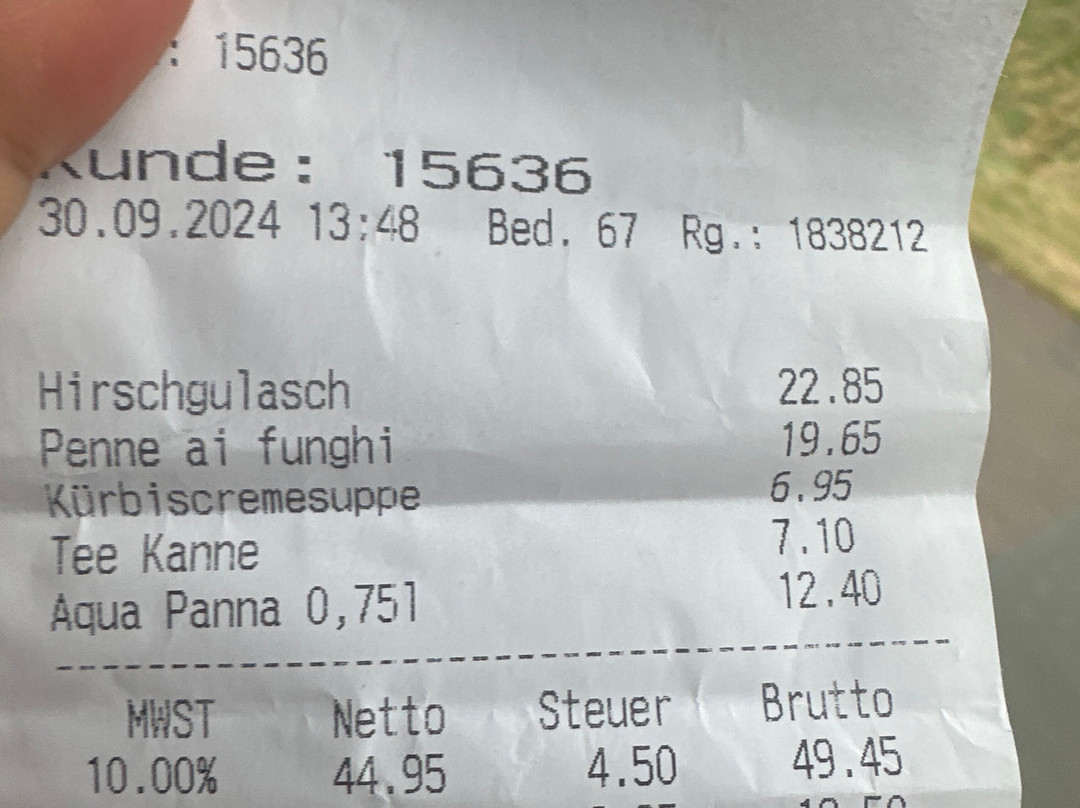 : 15636
Kunde: 15636
30.09.2024 13:48 Bed. 67 Rg.: 1838212
Hirschgulasch 22.85
Penne ai funghi 19.65
Kürbiscremesuppe 6.95
Tee Kanne 7.10
Aqua Panna 0,75l 12.40
MWST Netto Steuer Brutto
10.00% 44.95 4.50 49.45